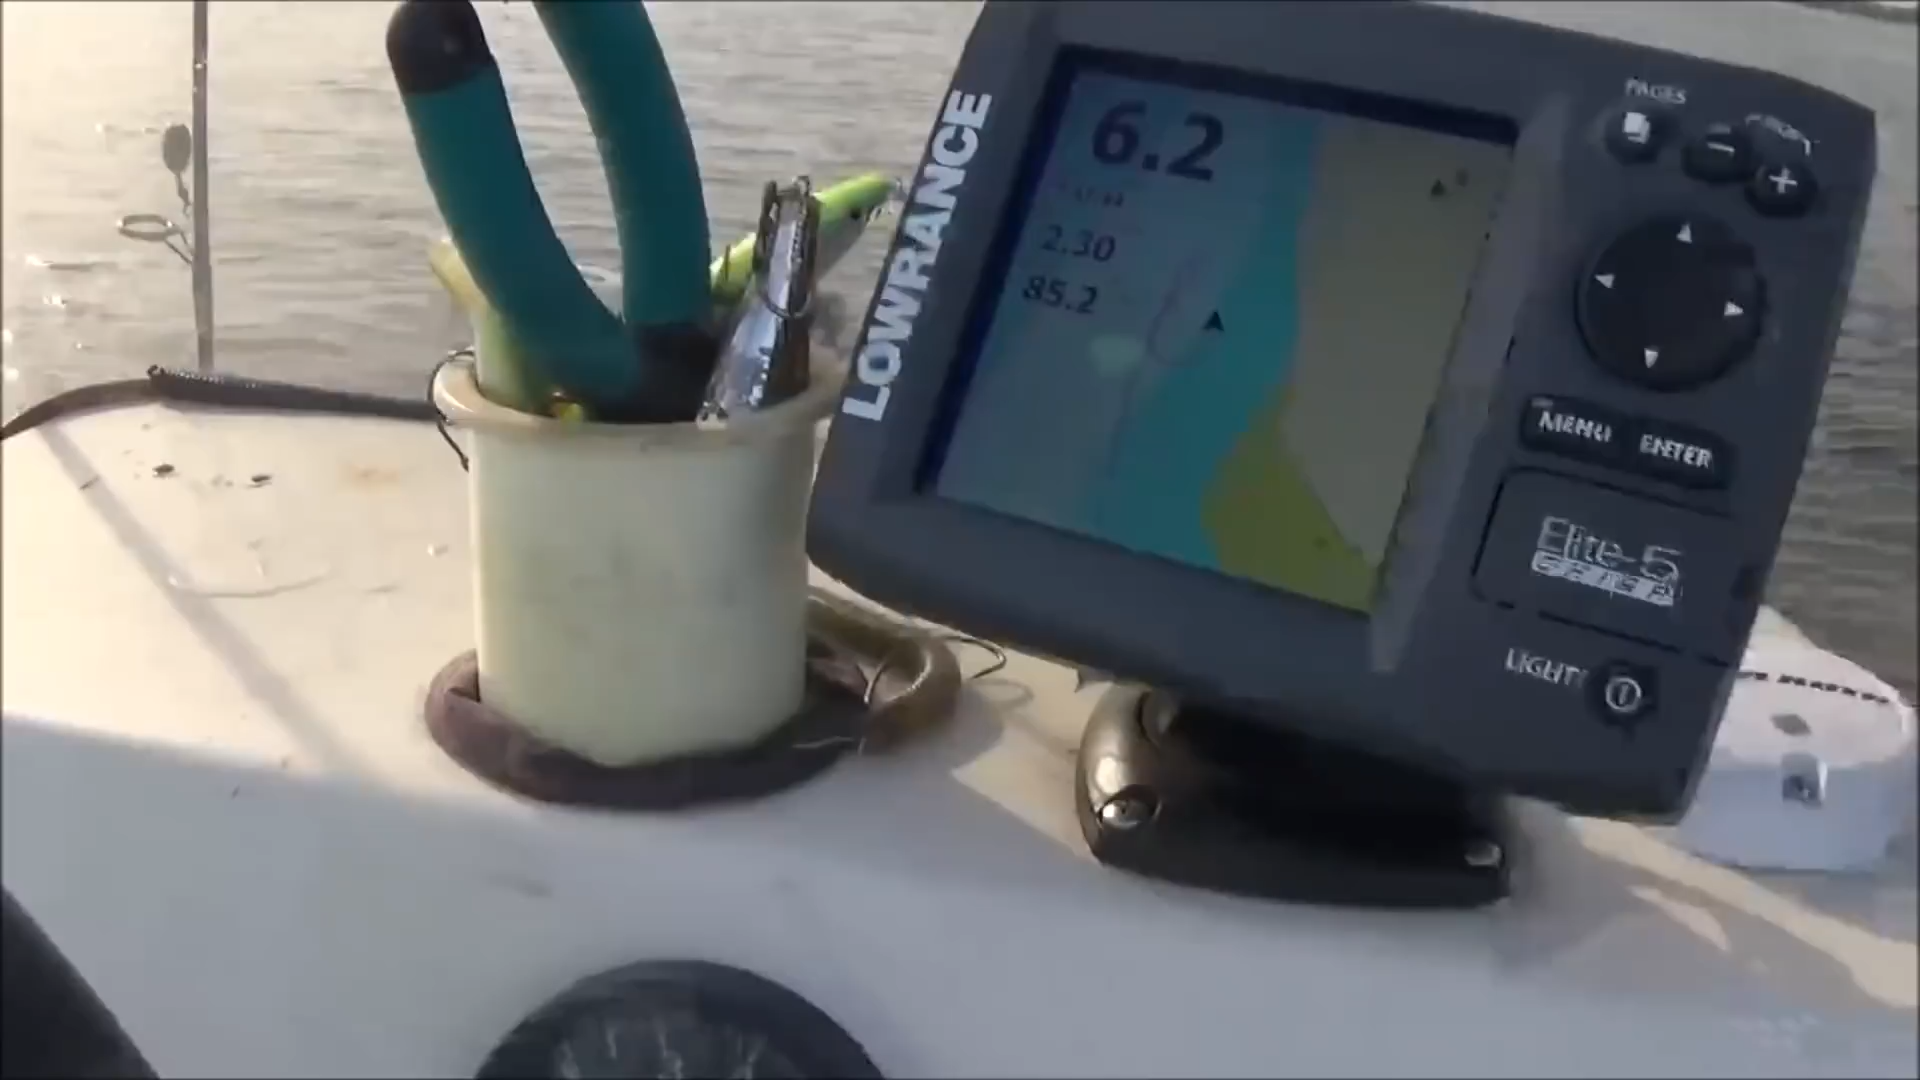 LOWRANCE
6.2
2.30
85.2
PAGES
MENU
ENTER
Elite-5
LIGHT